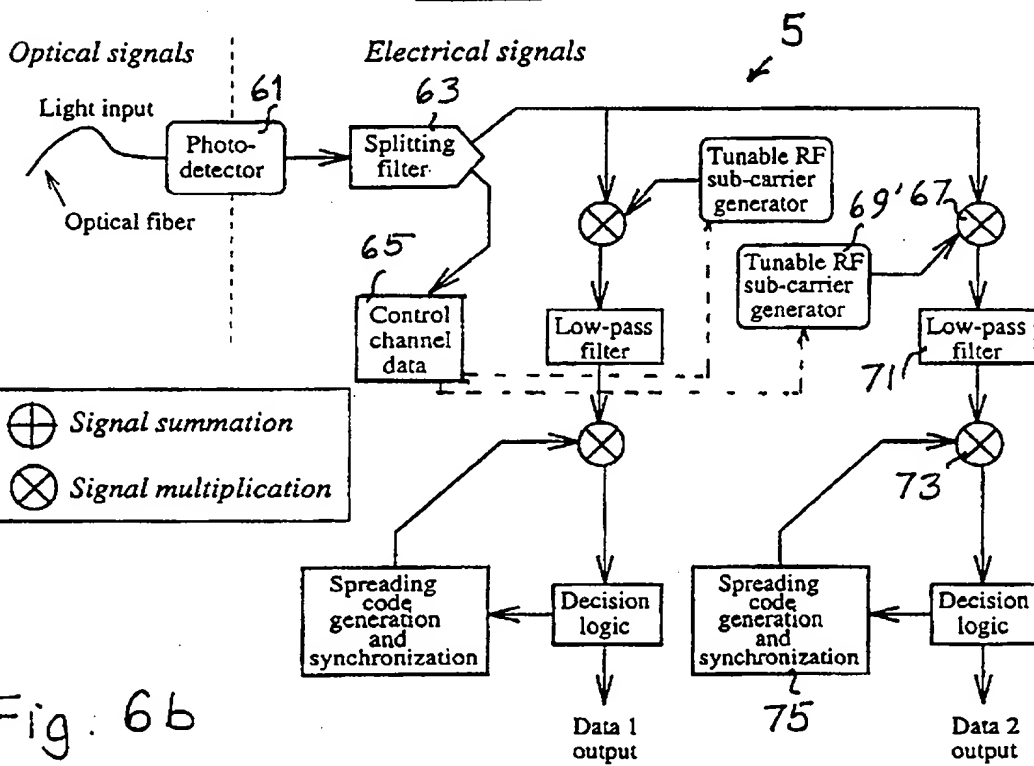 5
Optical signals
Electrical signals
61
63
Light input
Photo-
detector
Splitting
filter
Tunable RF
sub-carrier
generator
69'
67
Optical fiber
Tunable RF
sub-carrier
generator
65
Control
channel
data
Low-pass
filter
Low-pass
filter
71
Signal summation
Signal multiplication
73
Spreading
code
generation
and
synchronization
Decision
logic
Spreading
code
generation
and
synchronization
Decision
logic
75
Data 1
output
Data 2
output
Fig. 6b